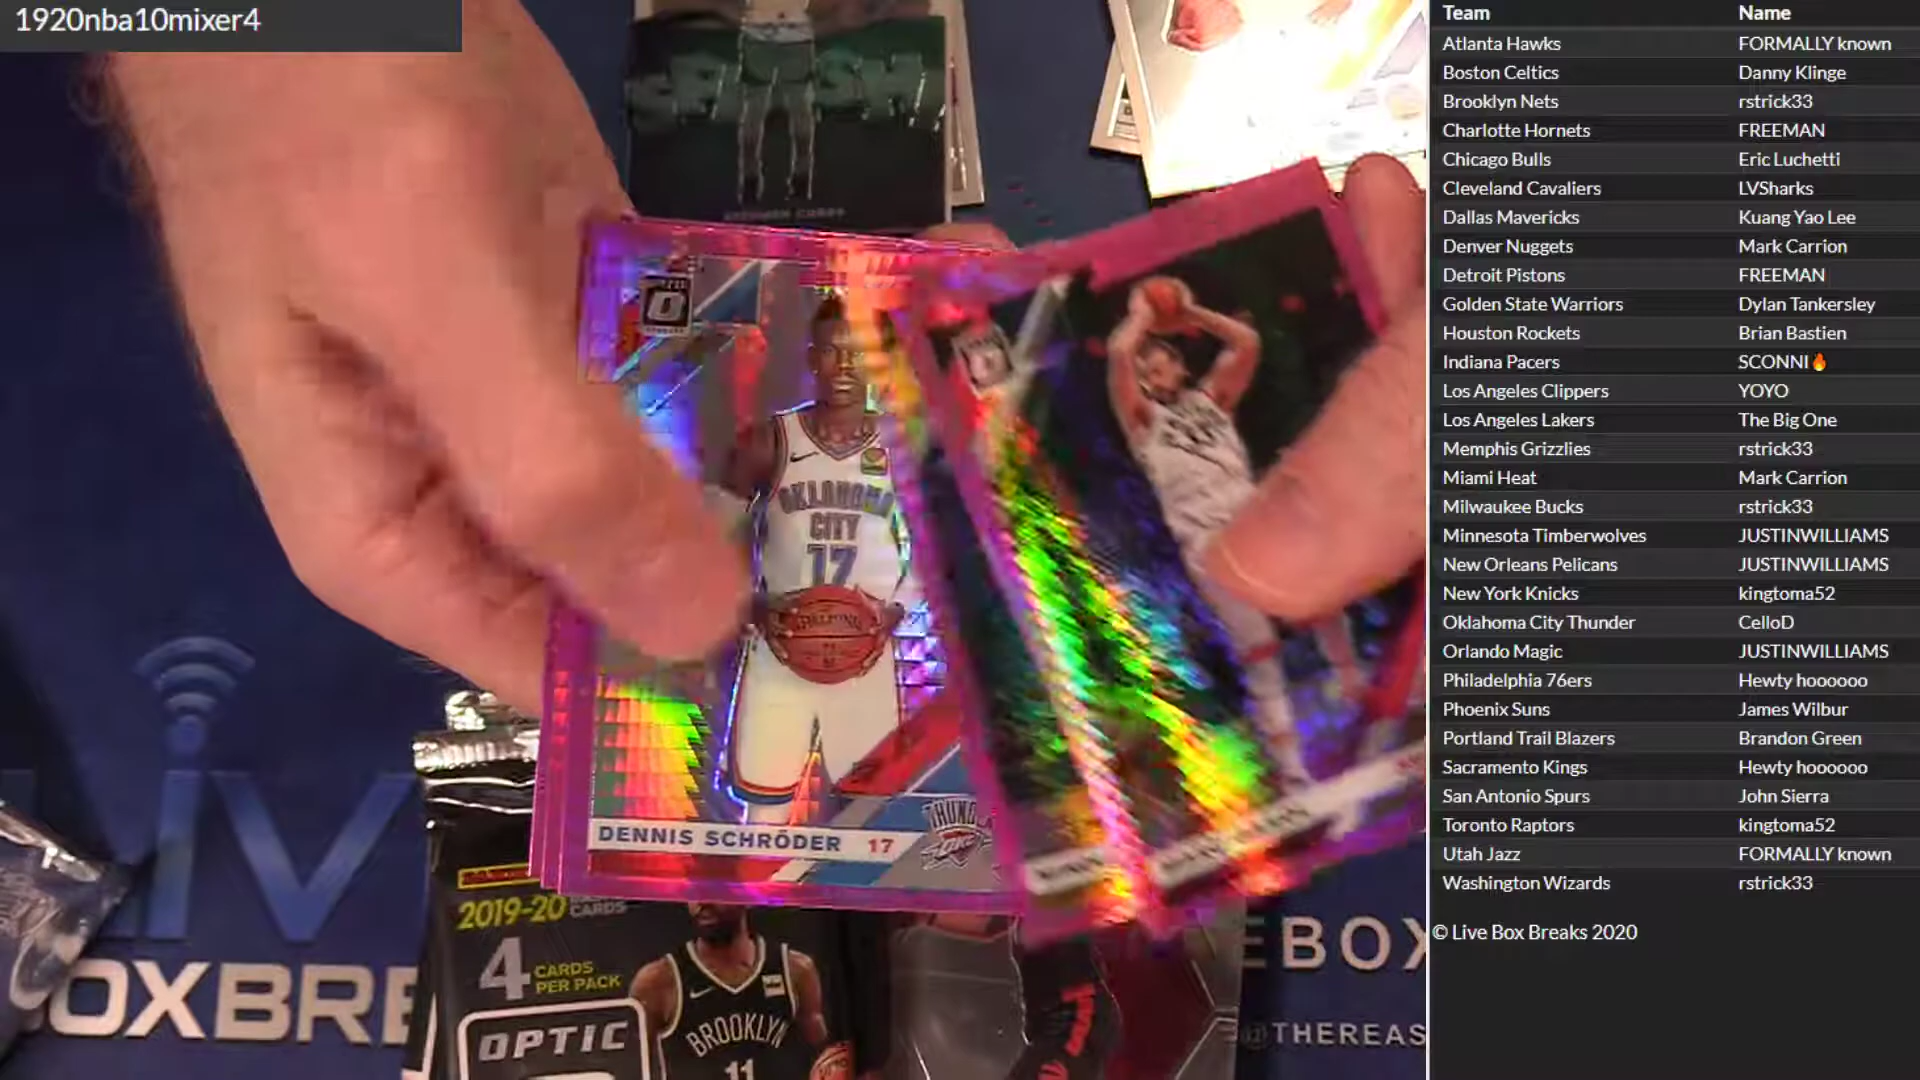 1920nba10mixer4
Team Name
Atlanta Hawks FORMALLY known
Boston Celtics Danny Klinge
Brooklyn Nets rstrick33
Charlotte Hornets FREEMAN
Chicago Bulls Eric Luchetti
Cleveland Cavaliers LVSharks
Dallas Mavericks Kuang Yao Lee
Denver Nuggets Mark Carrion
Detroit Pistons FREEMAN
Golden State Warriors Dylan Tankersley
Houston Rockets Brian Bastien
Indiana Pacers SCONNI🔥
Los Angeles Clippers YOYO
Los Angeles Lakers The Big One
Memphis Grizzlies rstrick33
Miami Heat Mark Carrion
Milwaukee Bucks rstrick33
Minnesota Timberwolves JUSTINWILLIAMS
New Orleans Pelicans JUSTINWILLIAMS
New York Knicks kingtoma52
Oklahoma City Thunder CelloD
Orlando Magic JUSTINWILLIAMS
Philadelphia 76ers Hewty hoooooo
Phoenix Suns James Wilbur
Portland Trail Blazers Brandon Green
Sacramento Kings Hewty hoooooo
San Antonio Spurs John Sierra
Toronto Raptors kingtoma52
Utah Jazz FORMALLY known
Washington Wizards rstrick33
© Live Box Breaks 2020
OKLAHOMA
CITY
17
DENNIS SCHRÖDER 17
THUNDER
OKC
2019-20
CARDS
4 CARDS
PER PACK
OPTIC
BROOKLYN
11
LIV
OXBRE
EBOX
@THEREAS